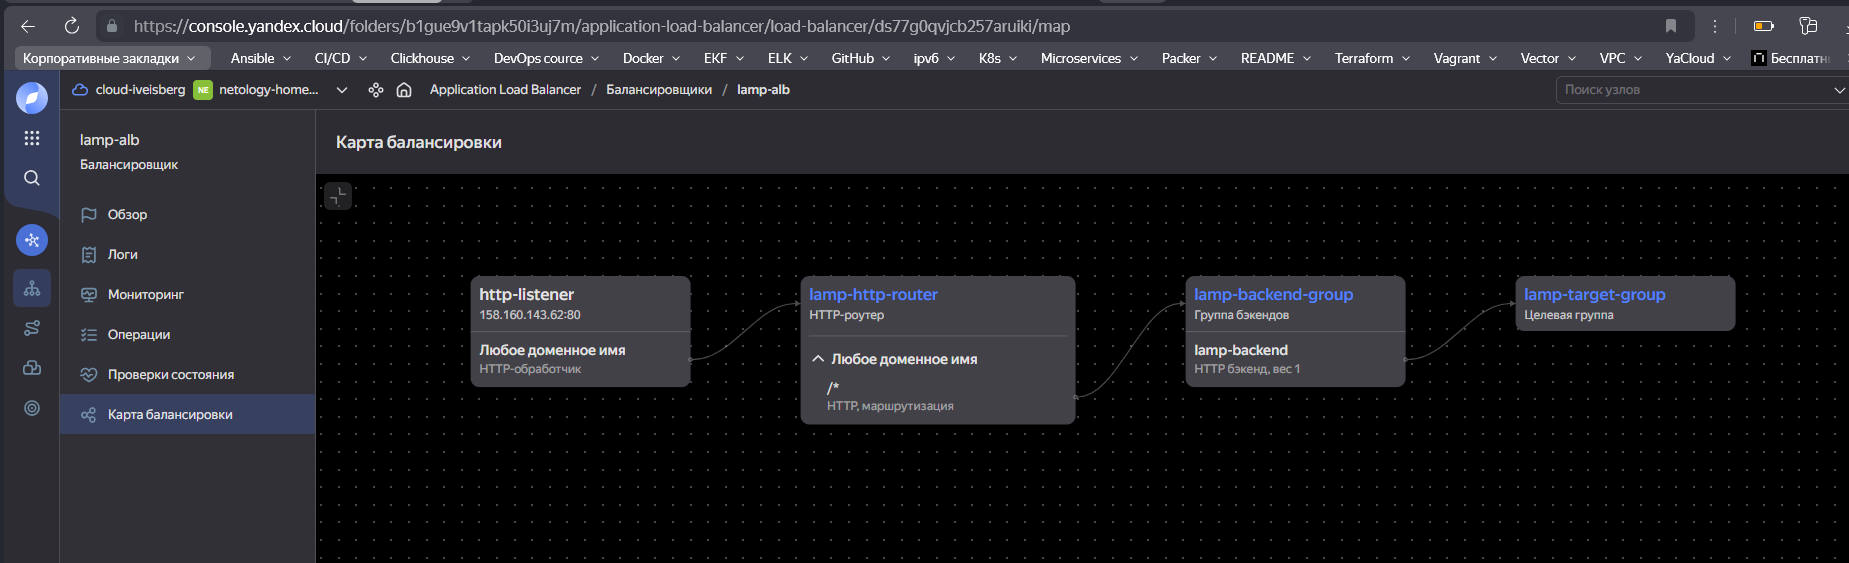 https://console.yandex.cloud/folders/b1gue9v1tapk50i3uj7m/application-load-balancer/load-balancer/ds77g0qvjcb257aruiki/map
Корпоративные закладки Ansible CI/CD Clickhouse DevOps cource Docker EKF ELK GitHub ipv6 K8s Microservices Packer README Terraform Vagrant Vector VPC YaCloud Бесплатн
cloud-iveisberg NE netology-home... Application Load Balancer / Балансировщики / lamp-alb Поиск узлов
lamp-alb
Балансировщик
Обзор
Логи
Мониторинг
Операции
Проверки состояния
Карта балансировки
Карта балансировки
http-listener
158.160.143.62:80
Любое доменное имя
HTTP-обработчик
lamp-http-router
HTTP-роутер
Любое доменное имя
/*
HTTP, маршрутизация
lamp-backend-group
Группа бэкендов
lamp-backend
HTTP бэкенд, вес 1
lamp-target-group
Целевая группа